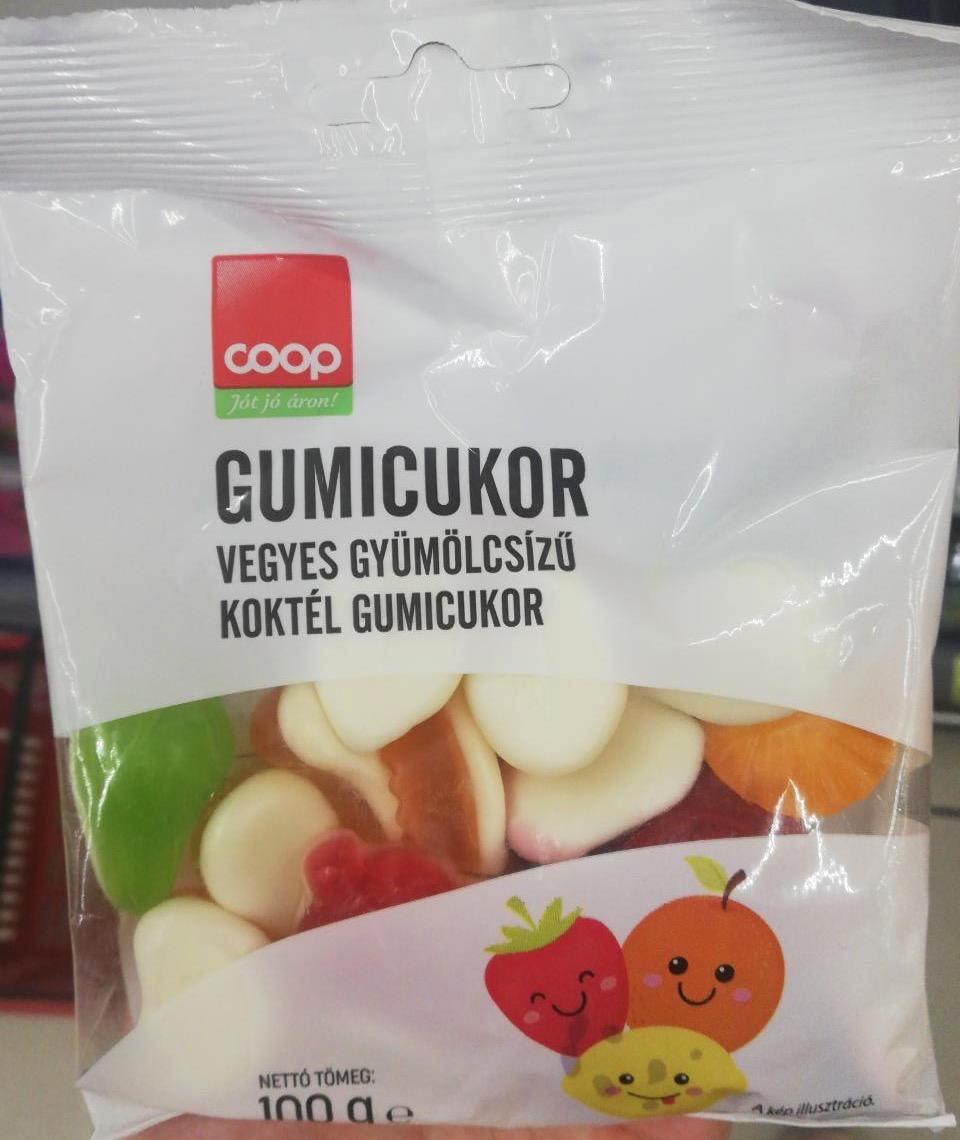 coop
Jót jó áron!
GUMICUKOR
VEGYES GYÜMÖLCSÍZŰ
KOKTÉL GUMICUKOR
NETTÓ TÖMEG:
100 g e
A kép illusztráció.